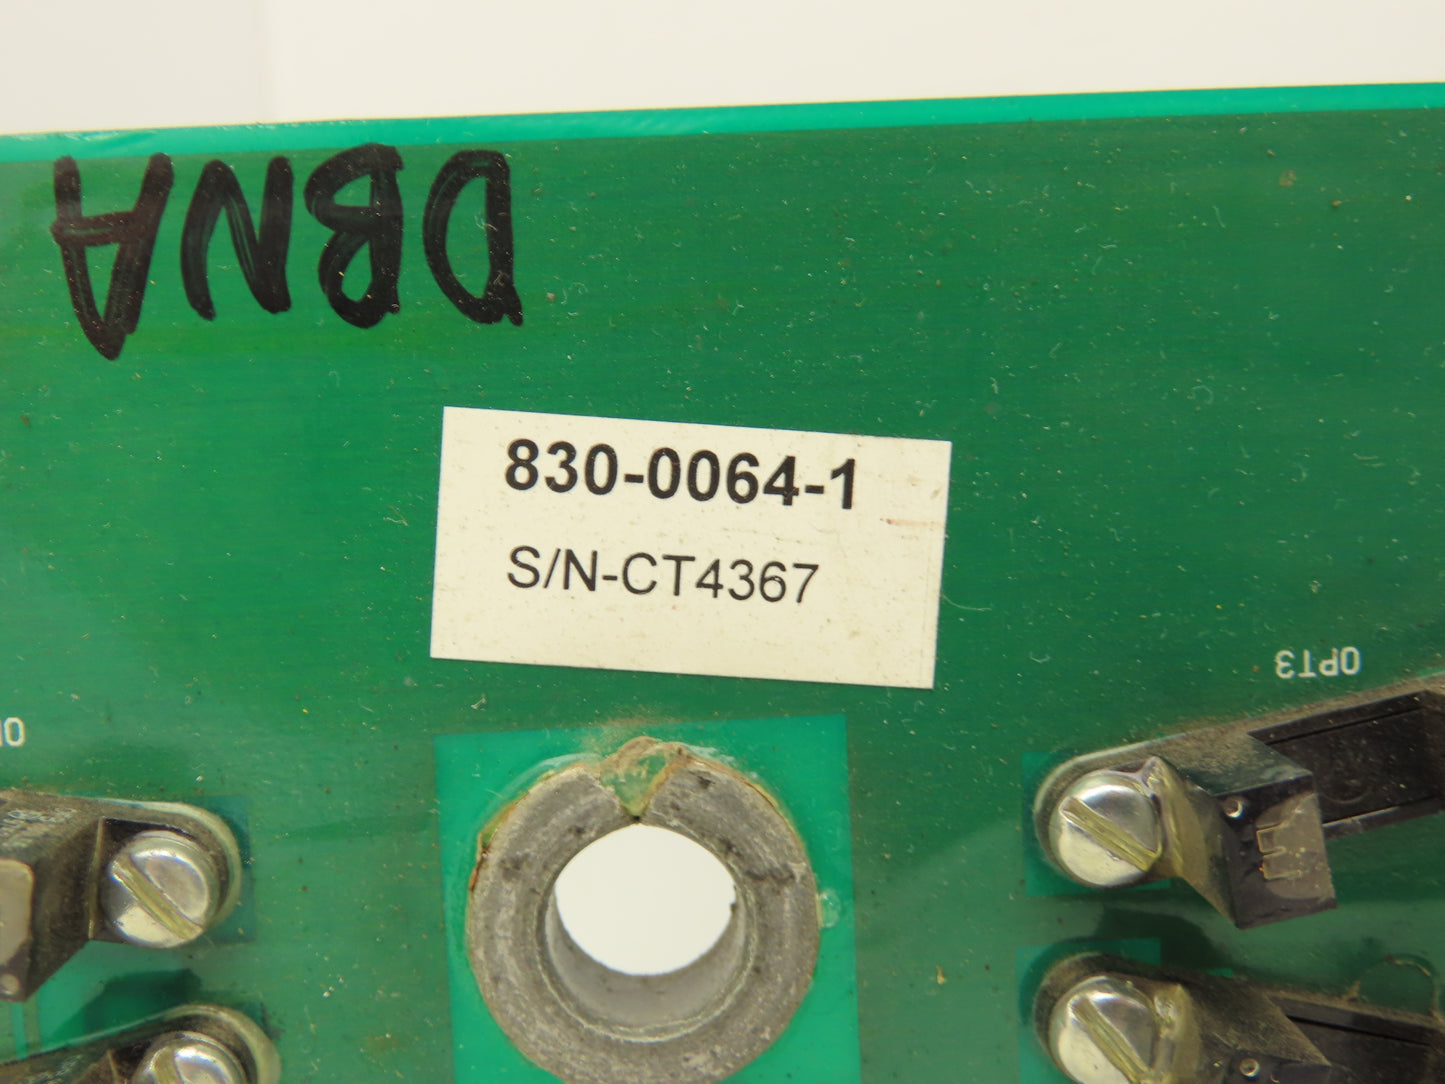 DBNA
830-0064-1
S/N-CT4367
OPT3